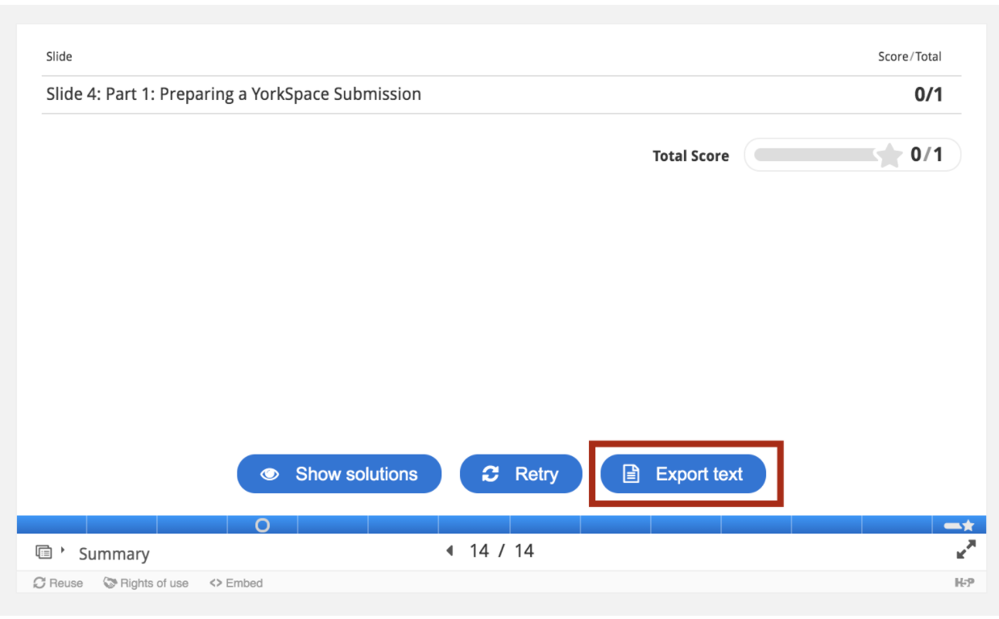 Slide Score/Total
Slide 4: Part 1: Preparing a YorkSpace Submission 0/1
Total Score 0/1
Show solutions Retry Export text
Summary 14 / 14
Reuse Rights of use <> Embed H5P